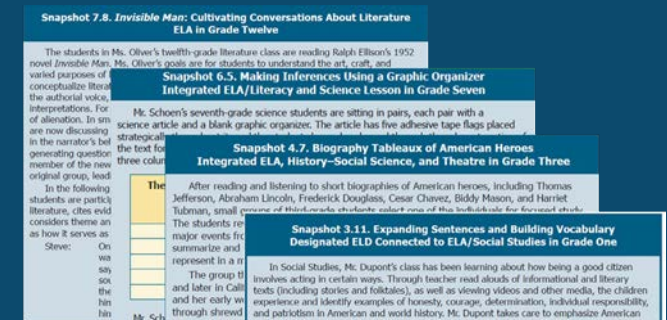 Snapshot 7.8. Invisible Man: Cultivating Conversations About Literature
ELA in Grade Twelve
The students in Ms. Oliver's twelfth-grade literature class are reading Ralph Ellison's 1952
novel Invisible Man. Ms. Oliver's goals are for students to understand the art, craft, and
varied purposes of
conceptualize
the authorial voice,
interpretations. For
of alienation. In
are now discussing
in the narrator's
generating question
member of the new
original group,
In the following
students are
literature, cites
considers theme an
as how it serves as
Steve:
Snapshot 6.5. Making Inferences Using a Graphic Organizer
Integrated ELA/Literacy and Science Lesson in Grade Seven
Mr. Schoen's seventh-grade science students are sitting in pairs, each pair with a
science article and a blank graphic organizer. The article has five adhesive tape flags placed
the text
three
The
Mr.
Snapshot 4.7. Biography Tableaux of American Heroes
Integrated ELA, History–Social Science, and Theatre in Grade Three
After reading and listening to short biographies of American heroes, including Thomas
Jefferson, Abraham Lincoln, Frederick Douglass, Cesar Chavez, Biddy Mason, and Harriet
Tubman, small groups of third-grade students select one of the individuals for focused study.
The students
major events
summarize and
represent in a
The group
and later in
and her early
through shrewd
Snapshot 3.11. Expanding Sentences and Building Vocabulary
Designated ELD Connected to ELA/Social Studies in Grade One
In Social Studies, Mr. Dupont's class has been learning about how being a good citizen
involves acting in certain ways. Through teacher read alouds of informational and literary
texts (including stories and folktales), as well as viewing videos and other media, the children
experience and identify examples of honesty, courage, determination, individual responsibility,
and patriotism in American and world history. Mr. Dupont takes care to emphasize American